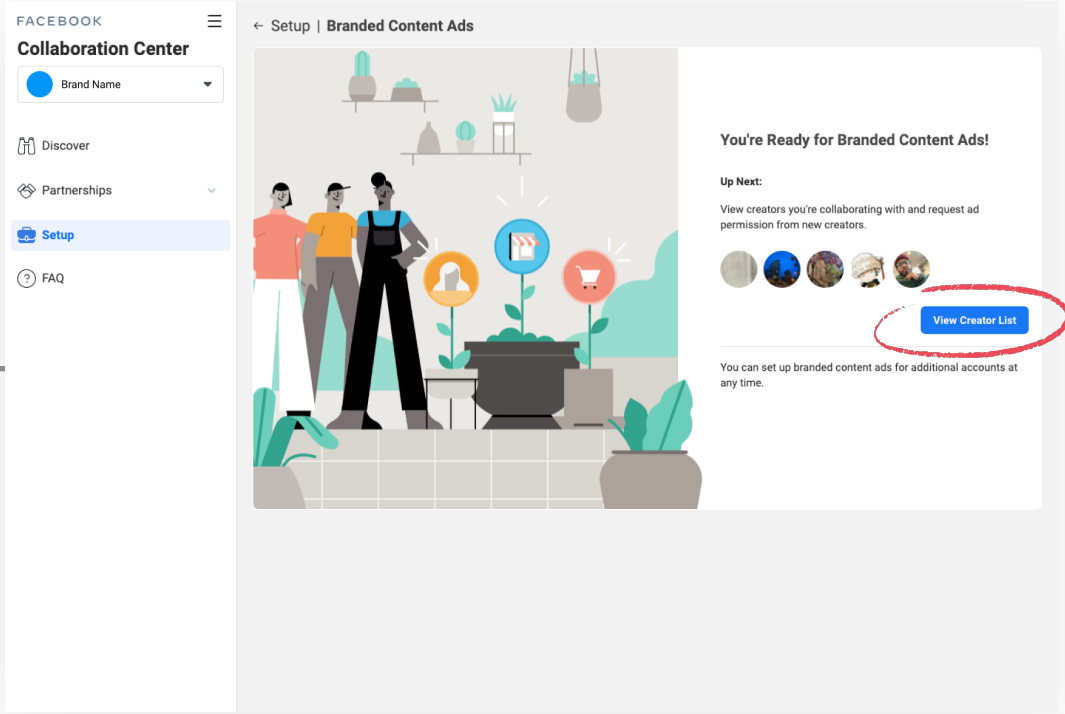 FACEBOOK
Collaboration Center
Brand Name
Discover
Partnerships
Setup
? FAQ
← Setup | Branded Content Ads
You're Ready for Branded Content Ads!
Up Next:
View creators you're collaborating with and request ad
permission from new creators.
View Creator List
You can set up branded content ads for additional accounts at
any time.